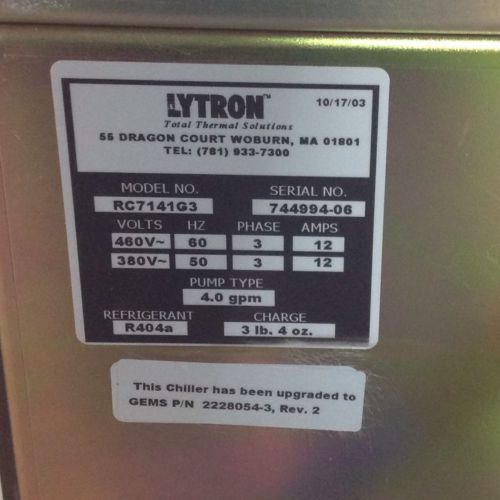 LYTRON™
10/17/03
Total Thermal Solutions
55 DRAGON COURT WOBURN, MA 01801
TEL: (781) 933-7300
MODEL NO. SERIAL NO.
RC7141G3 744994-06
VOLTS HZ PHASE AMPS
460V~ 60 3 12
380V~ 50 3 12
PUMP TYPE
4.0 gpm
REFRIGERANT CHARGE
R404a 3 lb. 4 oz.
This Chiller has been upgraded to
GEMS P/N 2228054-3, Rev. 2